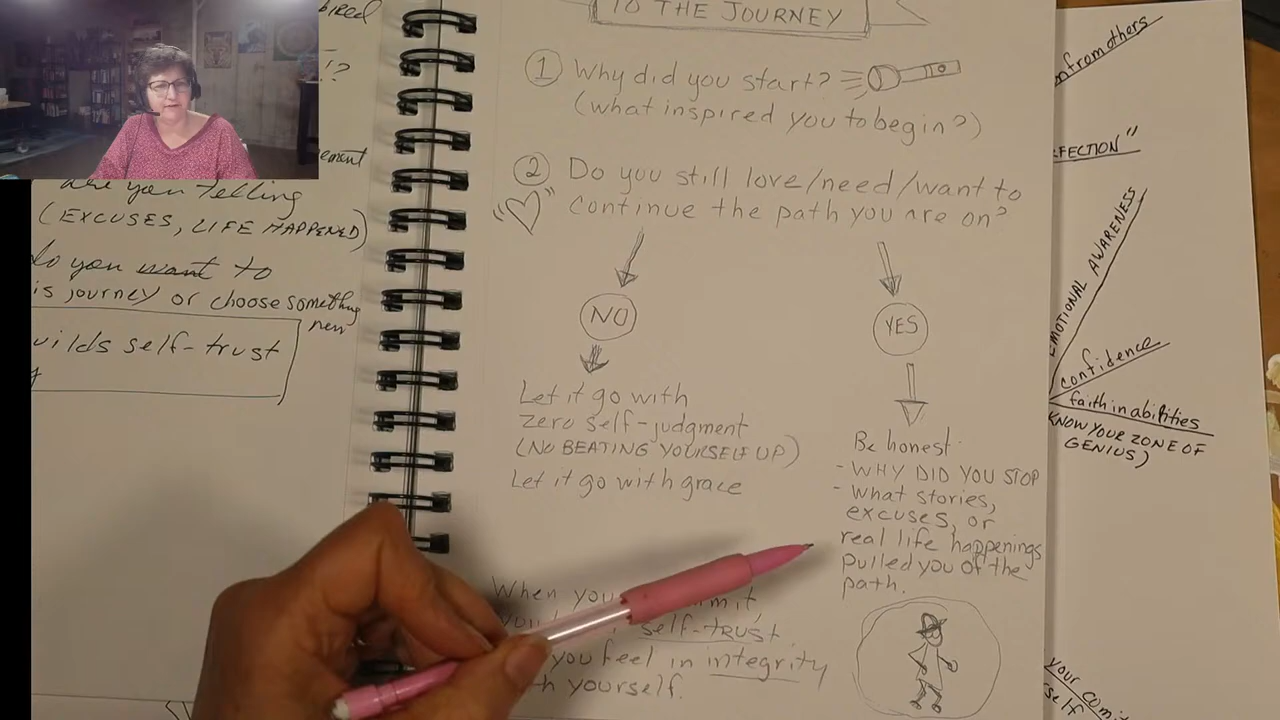 TO THE JOURNEY
1 Why did you start?
(what inspired you to begin?)
2 Do you still love/need/want to
continue the path you are on?
NO
Let it go with
zero self-judgment
(NO BEATING YOURSELF UP)
Let it go with grace
YES
Be honest
- WHY DID YOU STOP
- What stories,
excuses, or
real life happenings
pulled you of the
path.
When you
self-trust
you feel in integrity
yourself.
are you telling
(EXCUSES, LIFE HAPPENED)
do you want to
is journey or choose something
new
self-trust
EMOTIONAL AWARENESS
confidence
faith in abilities
(KNOW YOUR ZONE OF
GENIUS)
your